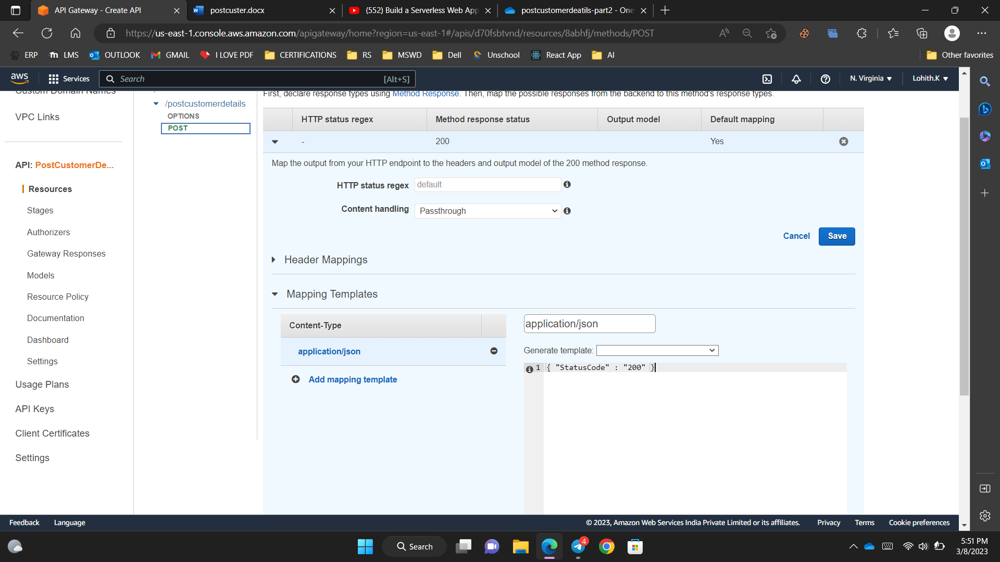 API Gateway - Create API
postcuster.docx
(552) Build a Serverless Web App
postcustomerdeatils-part2 - One
https://us-east-1.console.aws.amazon.com/apigateway/home?region=us-east-1#/apis/d70fsbtvnd/resources/8abhfj/methods/POST
ERP
LMS
OUTLOOK
GMAIL
I LOVE PDF
CERTIFICATIONS
RS
MSWD
Dell
Unschool
React App
AI
Other favorites
aws
Services
Search
[Alt+S]
N. Virginia
Lohith.K
Custom Domain Names
VPC Links
API: PostCustomerDe...
Resources
Stages
Authorizers
Gateway Responses
Models
Resource Policy
Documentation
Dashboard
Settings
Usage Plans
API Keys
Client Certificates
Settings
/postcustomerdetails
OPTIONS
POST
First, declare response types using Method Response. Then, map the possible responses from the backend to this method's response types.
HTTP status regex
Method response status
Output model
Default mapping
-
200
Yes
Map the output from your HTTP endpoint to the headers and output model of the 200 method response.
HTTP status regex
default
Content handling
Passthrough
Cancel
Save
Header Mappings
Mapping Templates
Content-Type
application/json
Add mapping template
application/json
Generate template:
1 { "StatusCode" : "200" }
Feedback
Language
© 2023, Amazon Web Services India Private Limited or its affiliates.
Privacy
Terms
Cookie preferences
Search
4
5:51 PM
3/8/2023